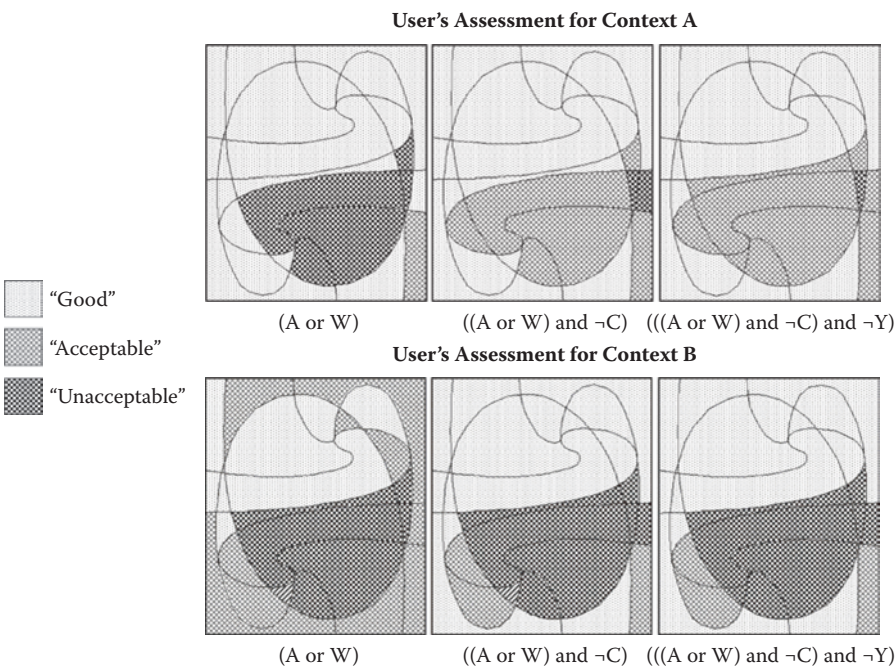 User’s Assessment for Context A
(A or W)
((A or W) and ¬C)
(((A or W) and ¬C) and ¬Y)
“Good”
“Acceptable”
“Unacceptable”
User’s Assessment for Context B
(A or W)
((A or W) and ¬C)
(((A or W) and ¬C) and ¬Y)